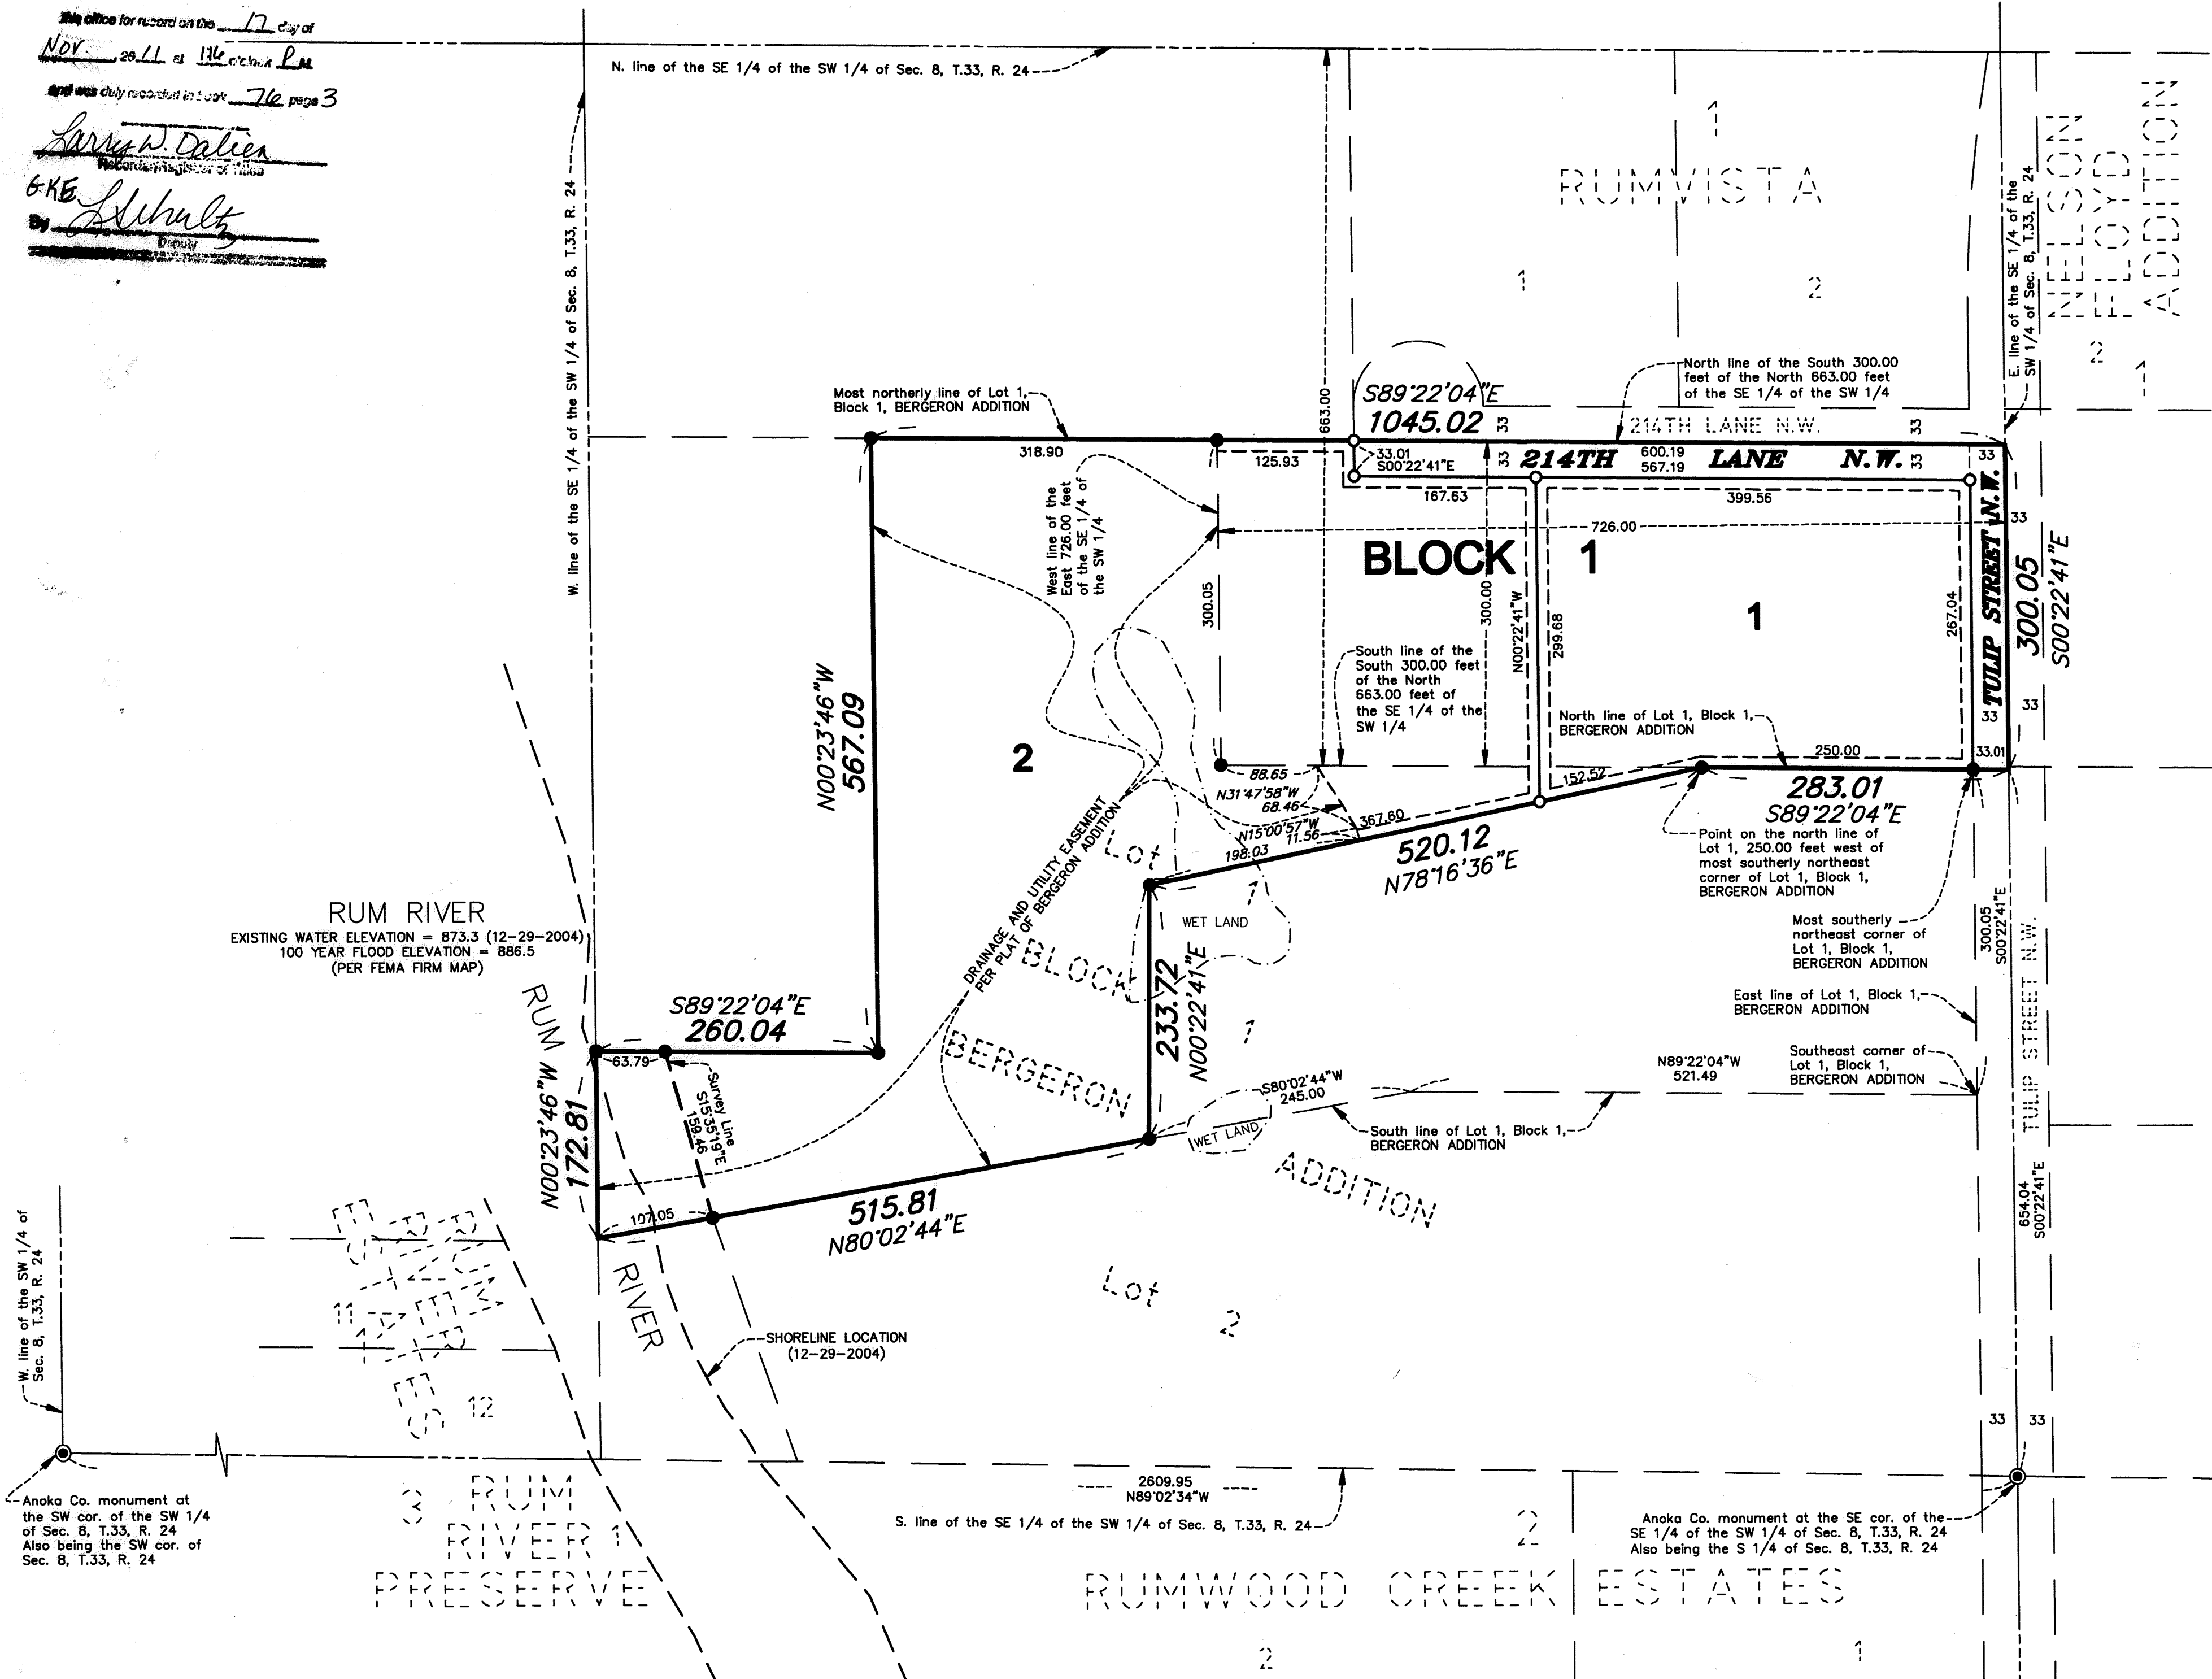 this office for record on the 17 day of
Nov. 2011 at 1:16 o'clock P M
and was duly recorded in book 76 page 3
Larry W. Dalien
Recorder/Register of Titles
GKE
By L Schultz
Deputy
N. line of the SE 1/4 of the SW 1/4 of Sec. 8, T.33, R. 24
W. line of the SE 1/4 of the SW 1/4 of Sec. 8, T.33, R. 24
663.00
1
RUMVISTA
1
2
E. line of the SE 1/4 of the
SW 1/4 of Sec. 8, T.33, R. 24
NELSON
FLOYD
ADDITION
2
1
Most northerly line of Lot 1,
Block 1, BERGERON ADDITION
North line of the South 300.00
feet of the North 663.00 feet
of the SE 1/4 of the SW 1/4
S89°22'04"E
1045.02
33
214TH LANE N.W.
33
318.90
125.93
33.01
S00°22'41"E
33
214TH LANE N.W.
600.19
567.19
33
33
167.63
399.56
West line of the
East 726.00 feet
of the SE 1/4 of
the SW 1/4
726.00
33
BLOCK 1
1
TULIP STREET N.W.
300.05
S00°22'41"E
300.05
300.00
N00°22'41"W
299.68
267.04
South line of the
South 300.00 feet
of the North
663.00 feet of
the SE 1/4 of the
SW 1/4
33
33
North line of Lot 1, Block 1,
BERGERON ADDITION
250.00
33.01
N00°23'46"W
567.09
2
88.65
N31°47'58"W
68.46
N15°00'57"W
11.56
198.03
367.60
152.52
283.01
S89°22'04"E
520.12
N78°16'36"E
Point on the north line of
Lot 1, 250.00 feet west of
most southerly northeast
corner of Lot 1, Block 1,
BERGERON ADDITION
DRAINAGE AND UTILITY EASEMENT
PER PLAT OF BERGERON ADDITION
Lot
1
WET LAND
RUM RIVER
EXISTING WATER ELEVATION = 873.3 (12-29-2004)
100 YEAR FLOOD ELEVATION = 886.5
(PER FEMA FIRM MAP)
Most southerly
northeast corner of
Lot 1, Block 1,
BERGERON ADDITION
300.05
S00°22'41"E
TULIP STREET N.W.
BLOCK
1
233.72
N00°22'41"E
East line of Lot 1, Block 1,
BERGERON ADDITION
S89°22'04"E
260.04
RUM
63.79
Survey Line
S15°35'19"E
159.46
BERGERON
N89°22'04"W
521.49
Southeast corner of
Lot 1, Block 1,
BERGERON ADDITION
N00°23'46"W
172.81
S80°02'44"W
245.00
WET LAND
South line of Lot 1, Block 1,
BERGERON ADDITION
ADDITION
107.05
515.81
N80°02'44"E
654.04
S00°22'41"E
W. line of the SW 1/4 of
Sec. 8, T.33, R. 24
11
1
12
RIVER
Lot
2
SHORELINE LOCATION
(12-29-2004)
33
33
Anoka Co. monument at
the SW cor. of the SW 1/4
of Sec. 8, T.33, R. 24
Also being the SW cor. of
Sec. 8, T.33, R. 24
3
RUM
RIVER 1
PRESERVE
2609.95
N89°02'34"W
S. line of the SE 1/4 of the SW 1/4 of Sec. 8, T.33, R. 24
2
Anoka Co. monument at the SE cor. of the
SE 1/4 of the SW 1/4 of Sec. 8, T.33, R. 24
Also being the S 1/4 of Sec. 8, T.33, R. 24
RUMWOOD CREEK ESTATES
2
1